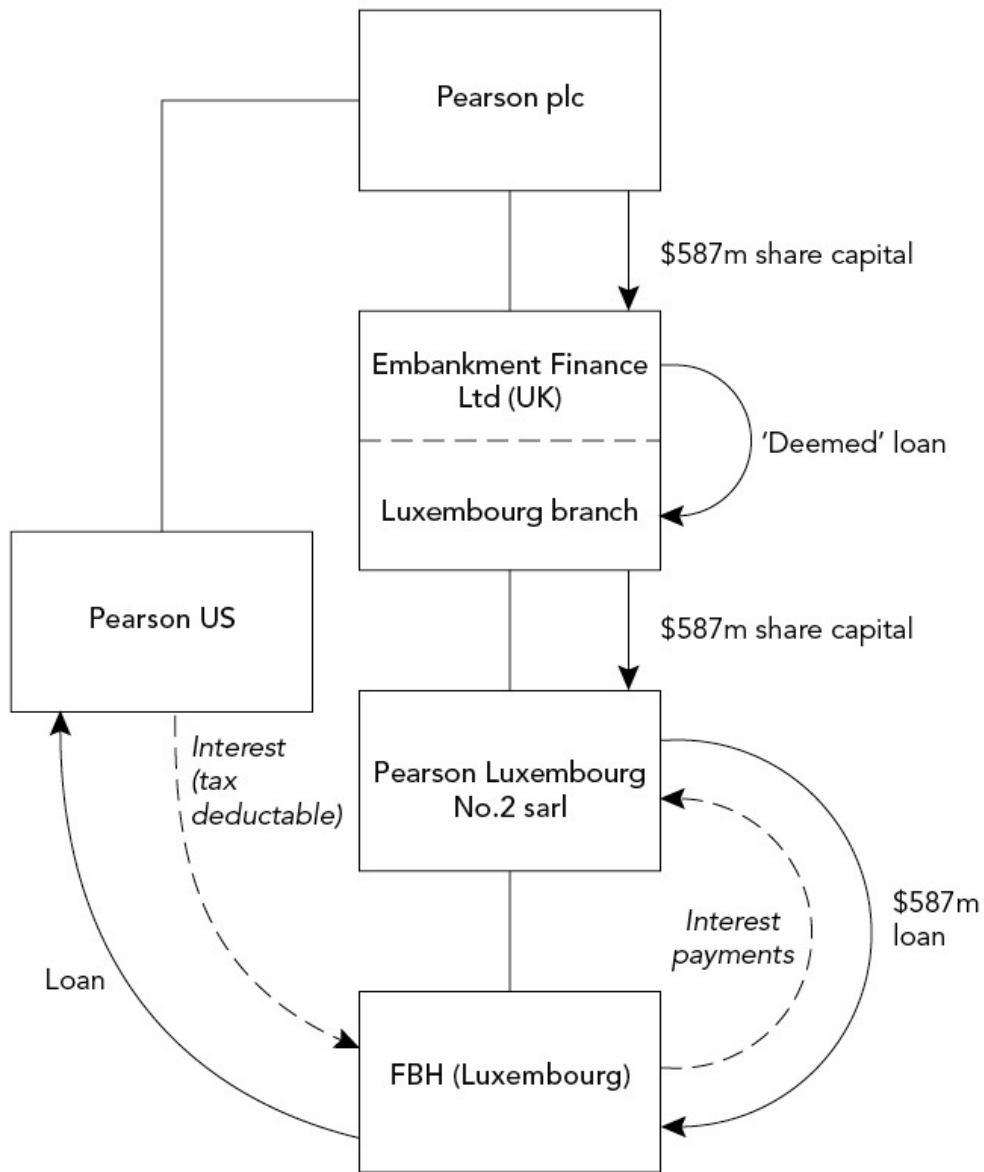 Pearson plc
$587m share capital
Embankment Finance
Ltd (UK)
‘Deemed’ loan
Luxembourg branch
Pearson US
$587m share capital
Interest
(tax
deductable)
Pearson Luxembourg
No.2 sarl
Interest
payments
$587m
loan
Loan
FBH (Luxembourg)